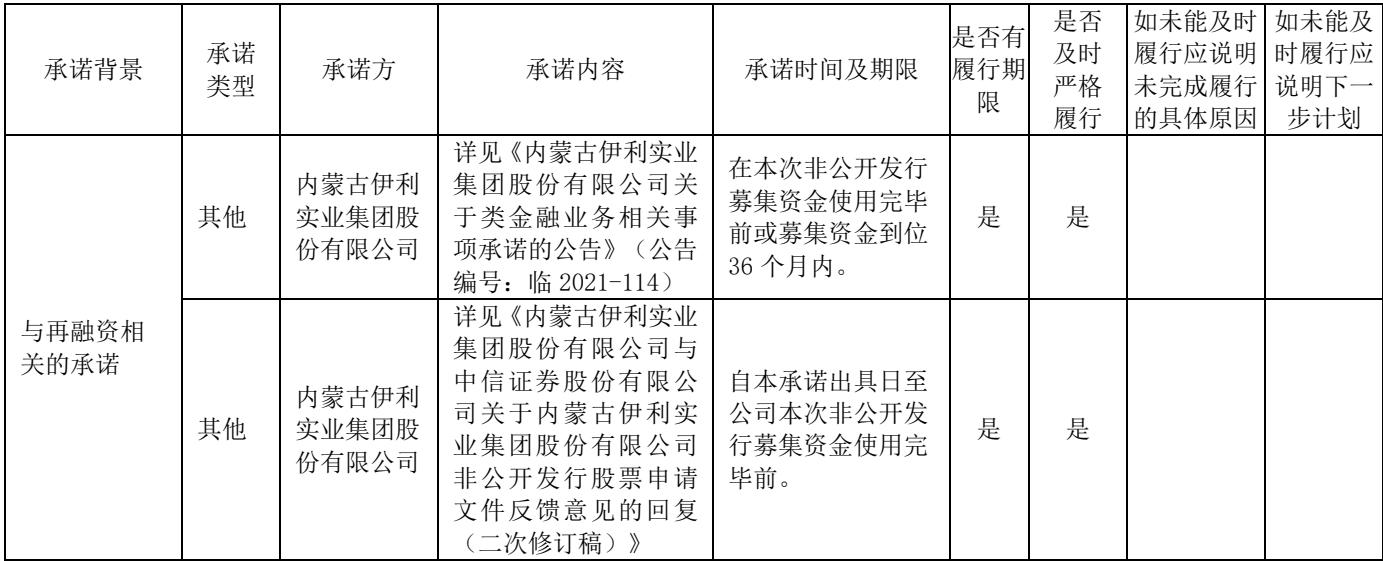 承诺背景
承诺
类型
承诺方
承诺内容
承诺时间及期限
是否有
履行期
限
是否
及时
严格
履行
如未能及时
履行应说明
未完成履行
的具体原因
如未能及
时履行应
说明下一
步计划
与再融资相
关的承诺
其他
内蒙古伊利
实业集团股
份有限公司
详见《内蒙古伊利实业
集团股份有限公司关
于类金融业务相关事
项承诺的公告》（公告
编号：临 2021-114）
在本次非公开发行
募集资金使用完毕
前或募集资金到位
36 个月内。
是
是
其他
内蒙古伊利
实业集团股
份有限公司
详见《内蒙古伊利实业
集团股份有限公司与
中信证券股份有限公
司关于内蒙古伊利实
业集团股份有限公司
非公开发行股票申请
文件反馈意见的回复
（二次修订稿）》
自本承诺出具日至
公司本次非公开发
行募集资金使用完
毕前。
是
是